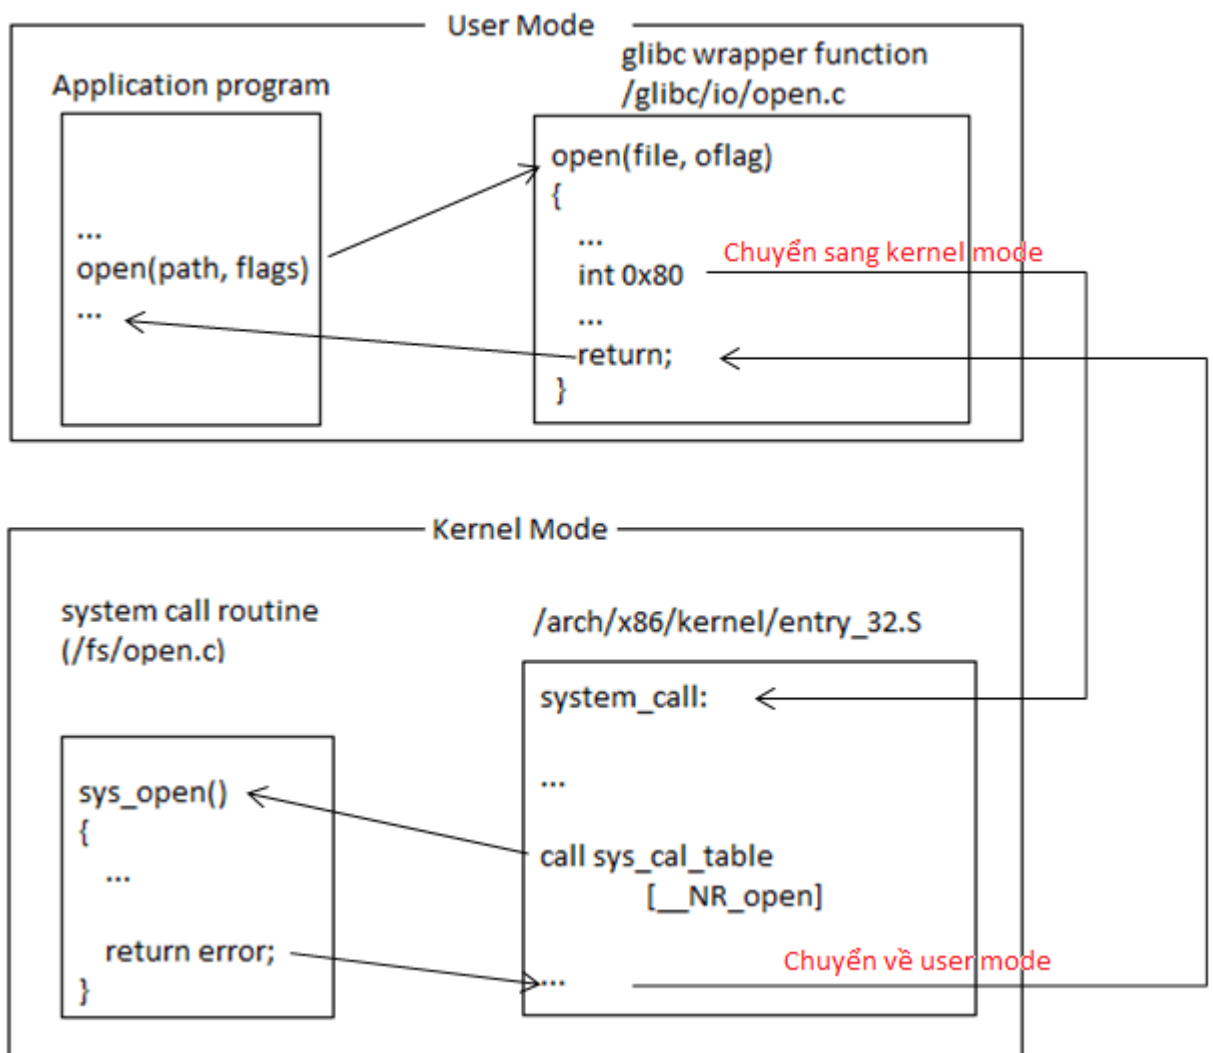 User Mode
Application program
...
open(path, flags)
...
glibc wrapper function
/glibc/io/open.c
open(file, oflag)
{
...
int 0x80
Chuyển sang kernel mode
...
return;
}
Kernel Mode
system call routine
(/fs/open.c)
sys_open()
{
...
return error;
}
/arch/x86/kernel/entry_32.S
system_call:
...
call sys_cal_table
[__NR_open]
Chuyển về user mode
...